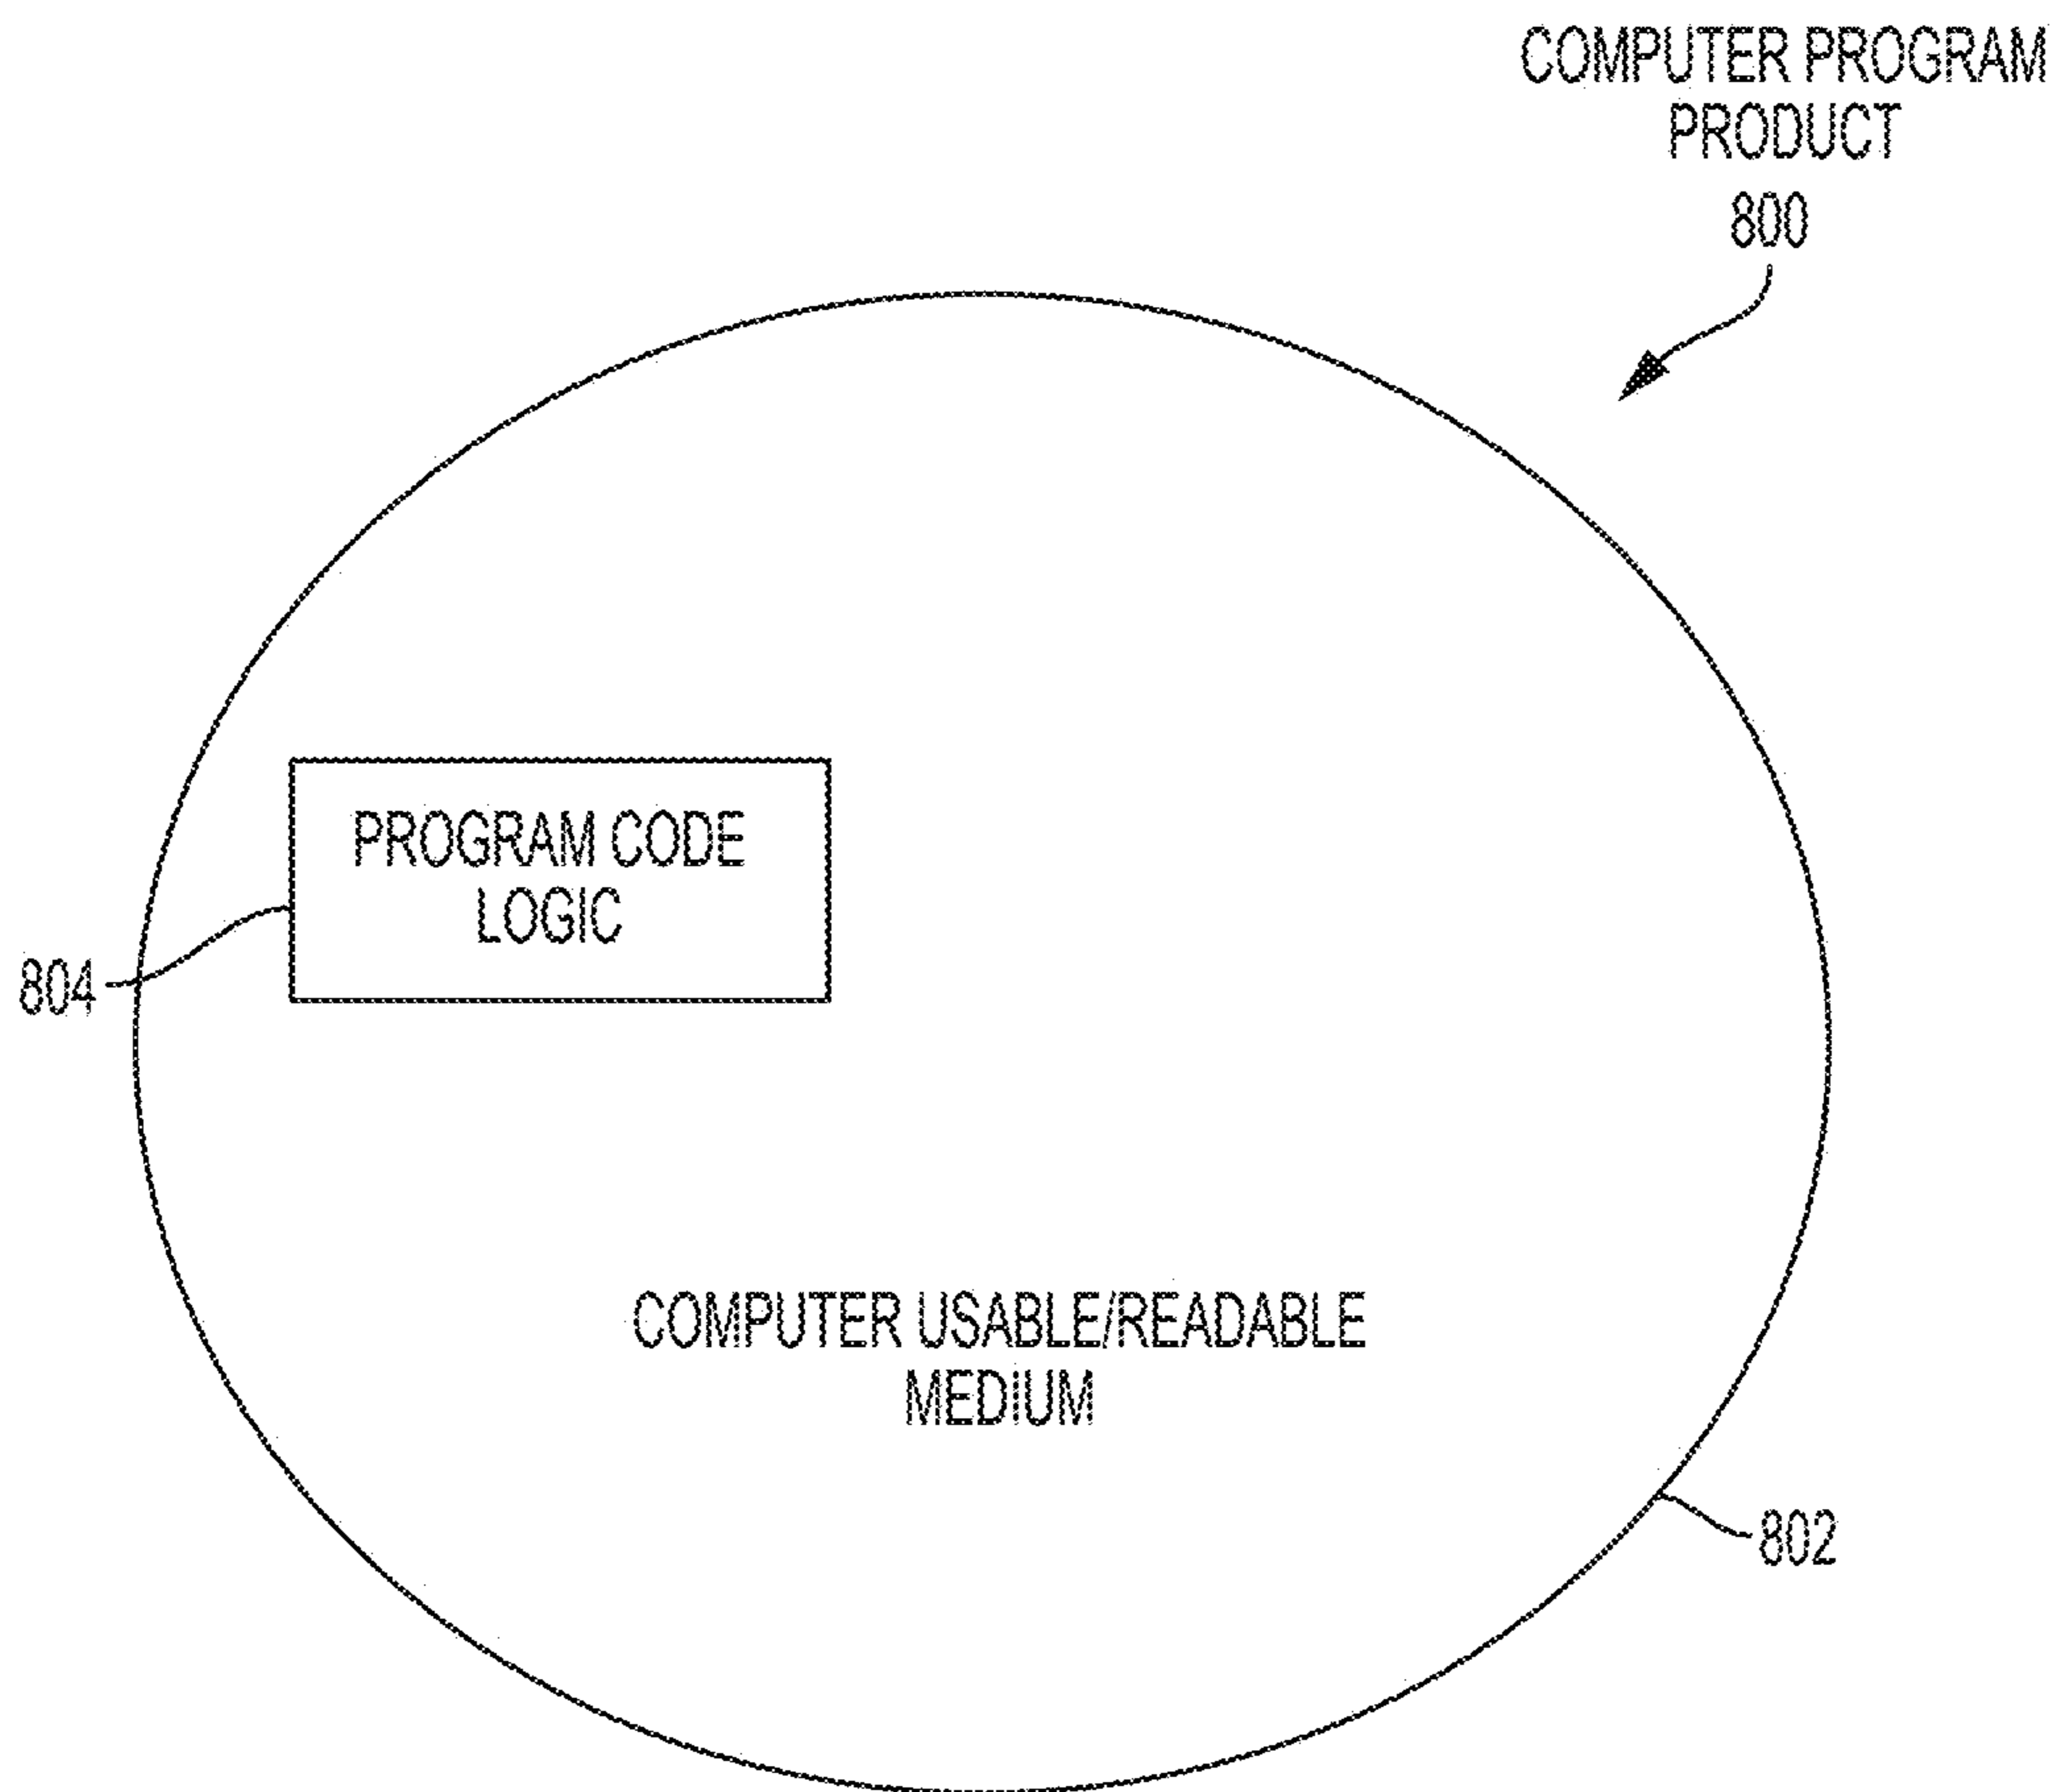 COMPUTER PROGRAM
PRODUCT
800
PROGRAM CODE
LOGIC
804
COMPUTER USABLE/READABLE
MEDIUM
802